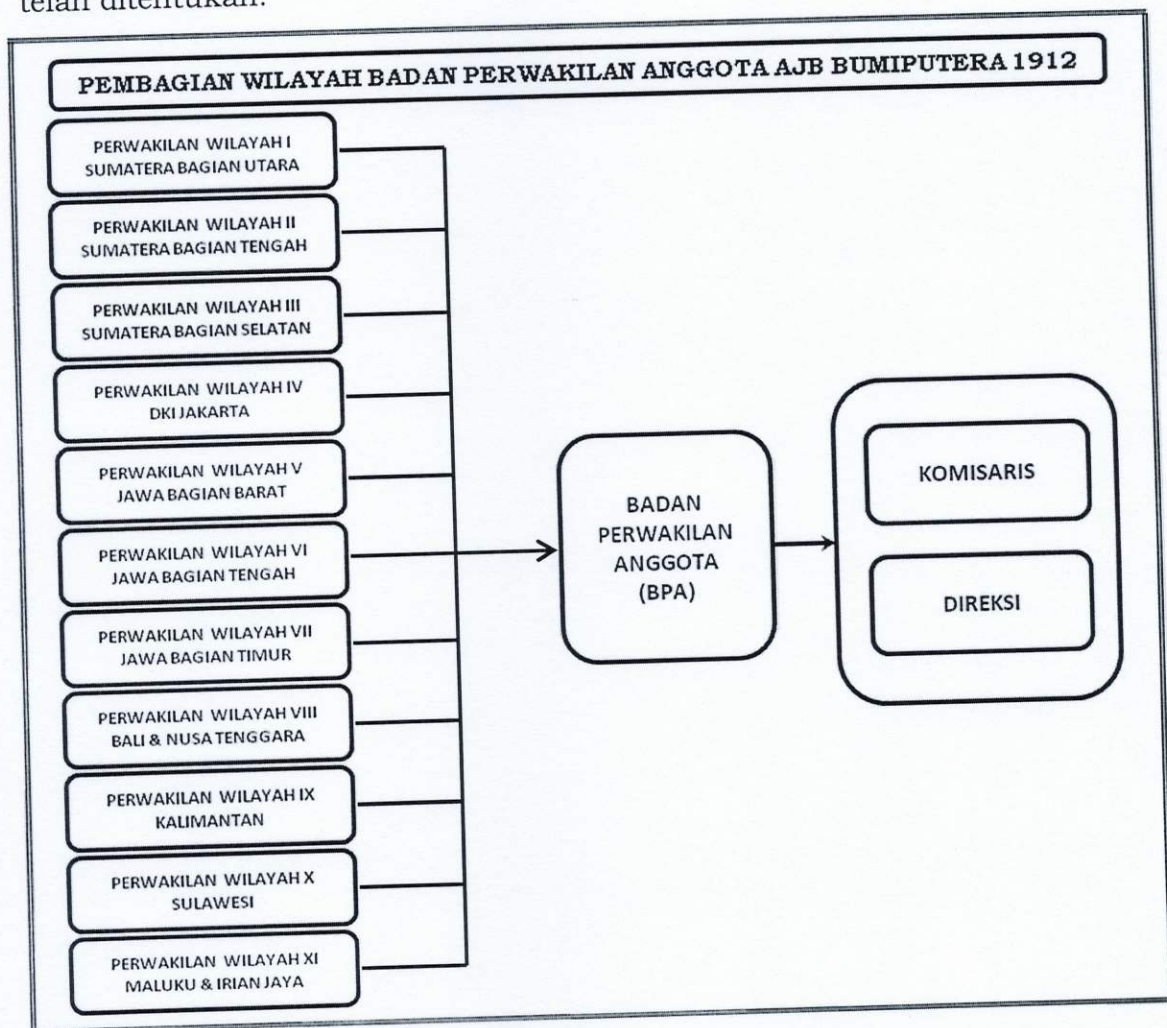 telah ditentukan.
PEMBAGIAN WILAYAH BADAN PERWAKILAN ANGGOTA AJB BUMIPUTERA 1912
PERWAKILAN WILAYAH I
SUMATERA BAGIAN UTARA
PERWAKILAN WILAYAH II
SUMATERA BAGIAN TENGAH
PERWAKILAN WILAYAH III
SUMATERA BAGIAN SELATAN
PERWAKILAN WILAYAH IV
DKI JAKARTA
PERWAKILAN WILAYAH V
JAWA BAGIAN BARAT
PERWAKILAN WILAYAH VI
JAWA BAGIAN TENGAH
PERWAKILAN WILAYAH VII
JAWA BAGIAN TIMUR
PERWAKILAN WILAYAH VIII
BALI & NUSA TENGGARA
PERWAKILAN WILAYAH IX
KALIMANTAN
PERWAKILAN WILAYAH X
SULAWESI
PERWAKILAN WILAYAH XI
MALUKU & IRIAN JAYA
BADAN
PERWAKILAN
ANGGOTA
(BPA)
KOMISARIS
DIREKSI